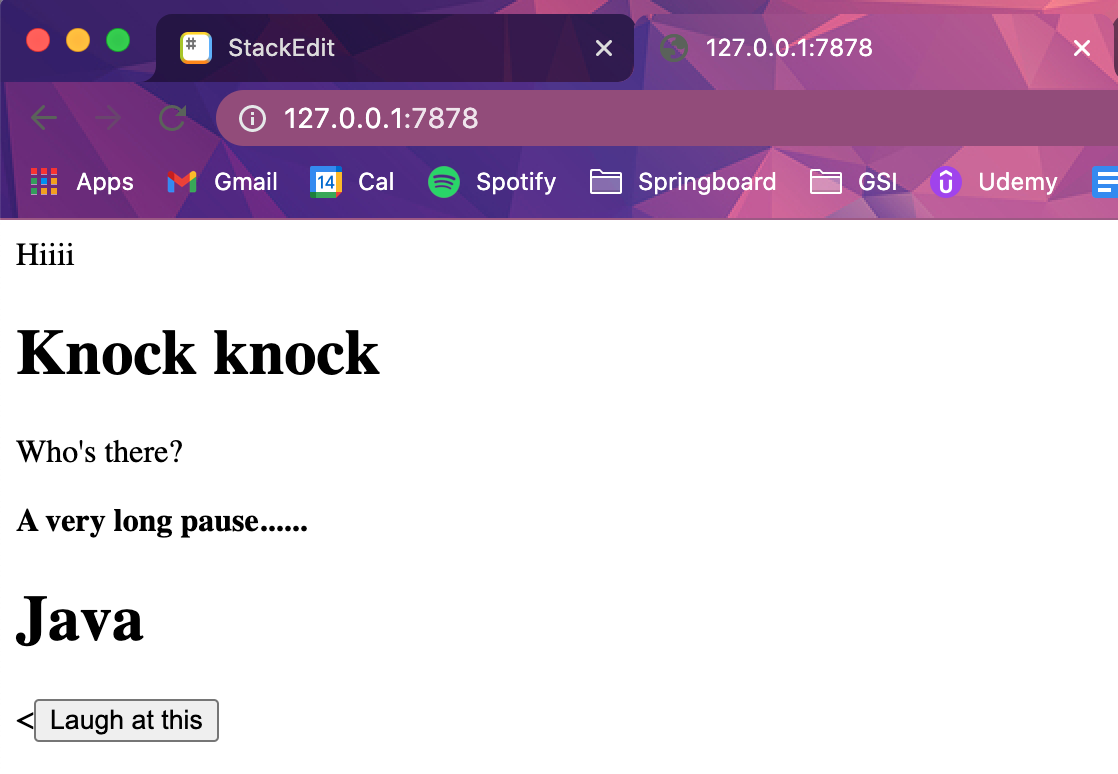 StackEdit
127.0.0.1:7878
127.0.0.1:7878
Apps Gmail 14 Cal Spotify Springboard GSI Udemy
Hiiii
Knock knock
Who's there?
A very long pause......
Java
<Laugh at this